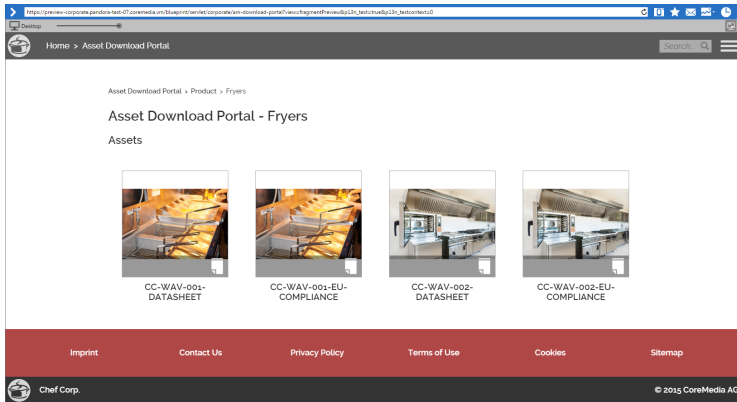 https://preview-corporate.pandora-test-07.coremedia.vm/blueprint/servlet/corporate/am-download-portal?view=fragmentPreview&p13n_test=true&p13n_testcontext=0
Desktop
Home > Asset Download Portal
Search...
Asset Download Portal > Product > Fryers
Asset Download Portal - Fryers
Assets
CC-WAV-001-DATASHEET
CC-WAV-001-EU-COMPLIANCE
CC-WAV-002-DATASHEET
CC-WAV-002-EU-COMPLIANCE
Imprint
Contact Us
Privacy Policy
Terms of Use
Cookies
Sitemap
Chef Corp.
© 2015 CoreMedia AG